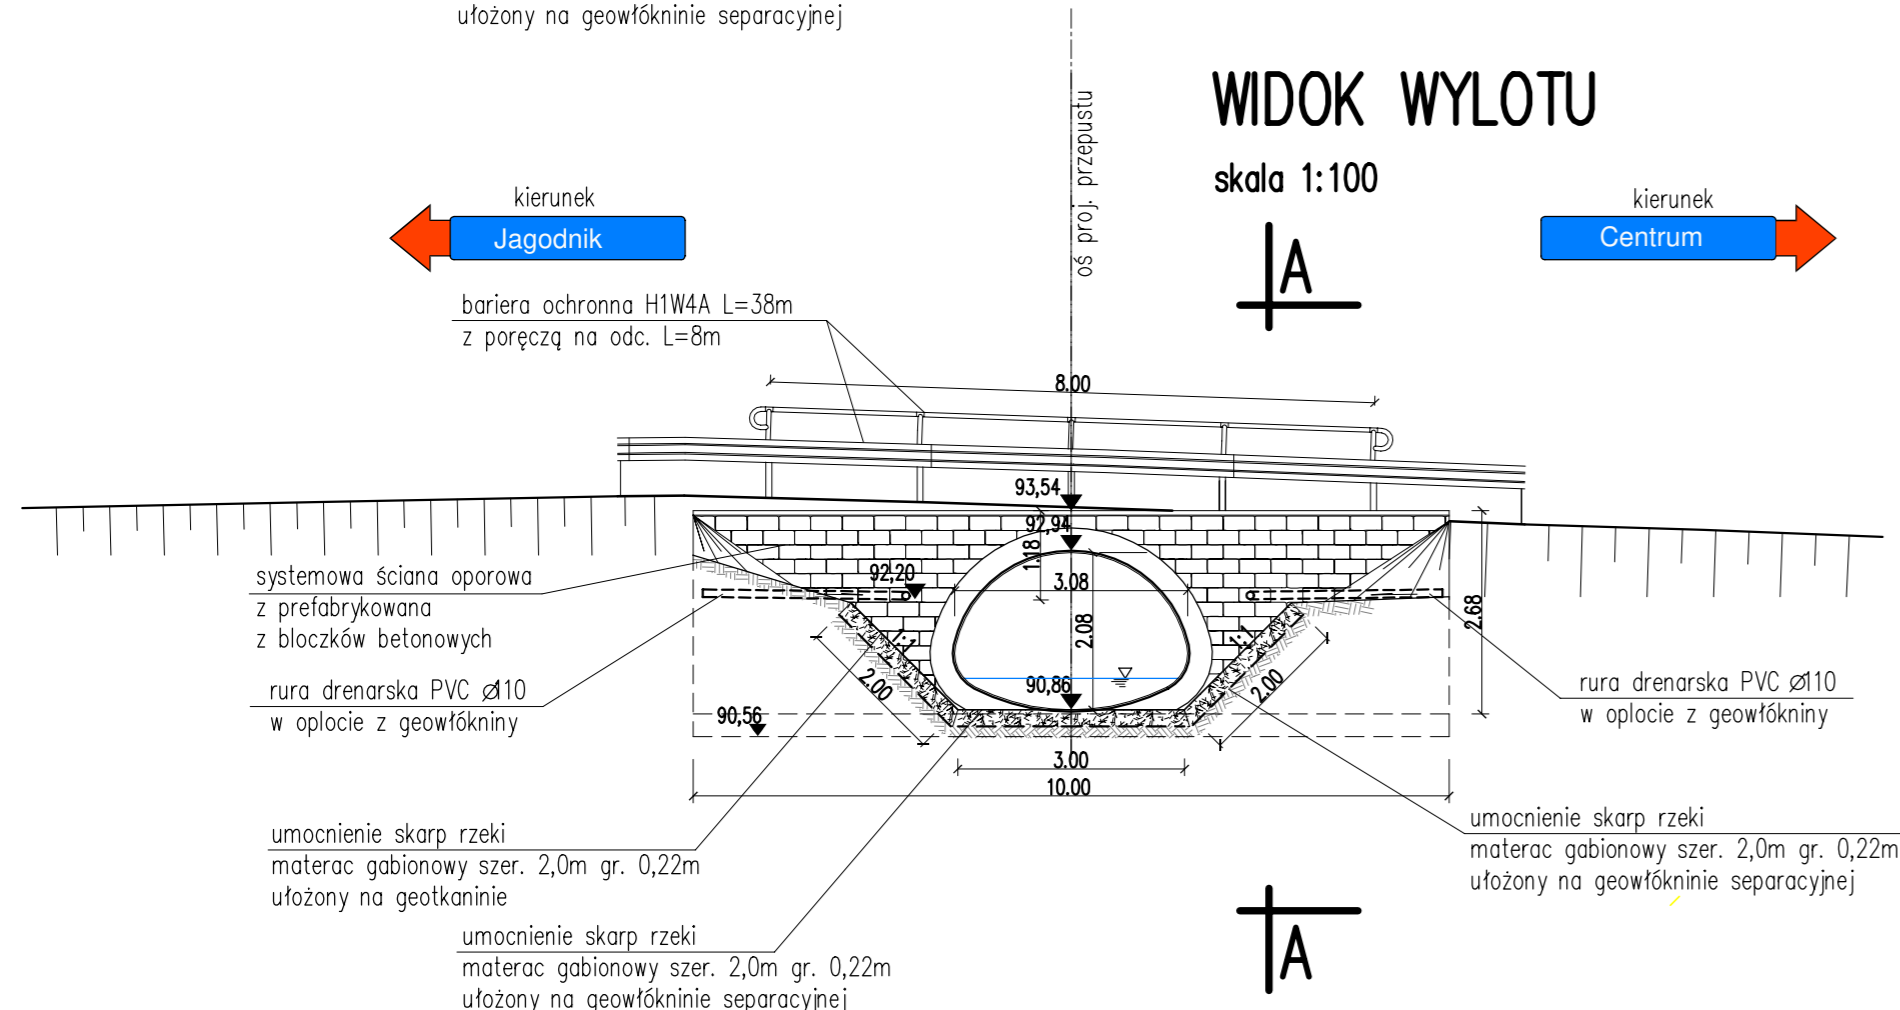 ułożony na geowłókninie separacyjnej
WIDOK WYLOTU
skala 1:100
oś proj. przepustu
kierunek
Jagodnik
kierunek
Centrum
A
bariera ochronna H1W4A L=38m
z poręczą na odc. L=8m
8.00
93,54
92,94
1.18
92,20
3.08
2.08
2.68
1:1
1:1
systemowa ściana oporowa
z prefabrykowana
z bloczków betonowych
rura drenarska PVC ⌀110
w oplocie z geowłókniny
2.00
90,86
2.00
90,56
rura drenarska PVC ⌀110
w oplocie z geowłókniny
3.00
10.00
umocnienie skarp rzeki
materac gabionowy szer. 2,0m gr. 0,22m
ułożony na geotkaninie
umocnienie skarp rzeki
materac gabionowy szer. 2,0m gr. 0,22m
ułożony na geowłókninie separacyjnej
umocnienie skarp rzeki
materac gabionowy szer. 2,0m gr. 0,22m
ułożony na geowłókninie separacyjnej
A